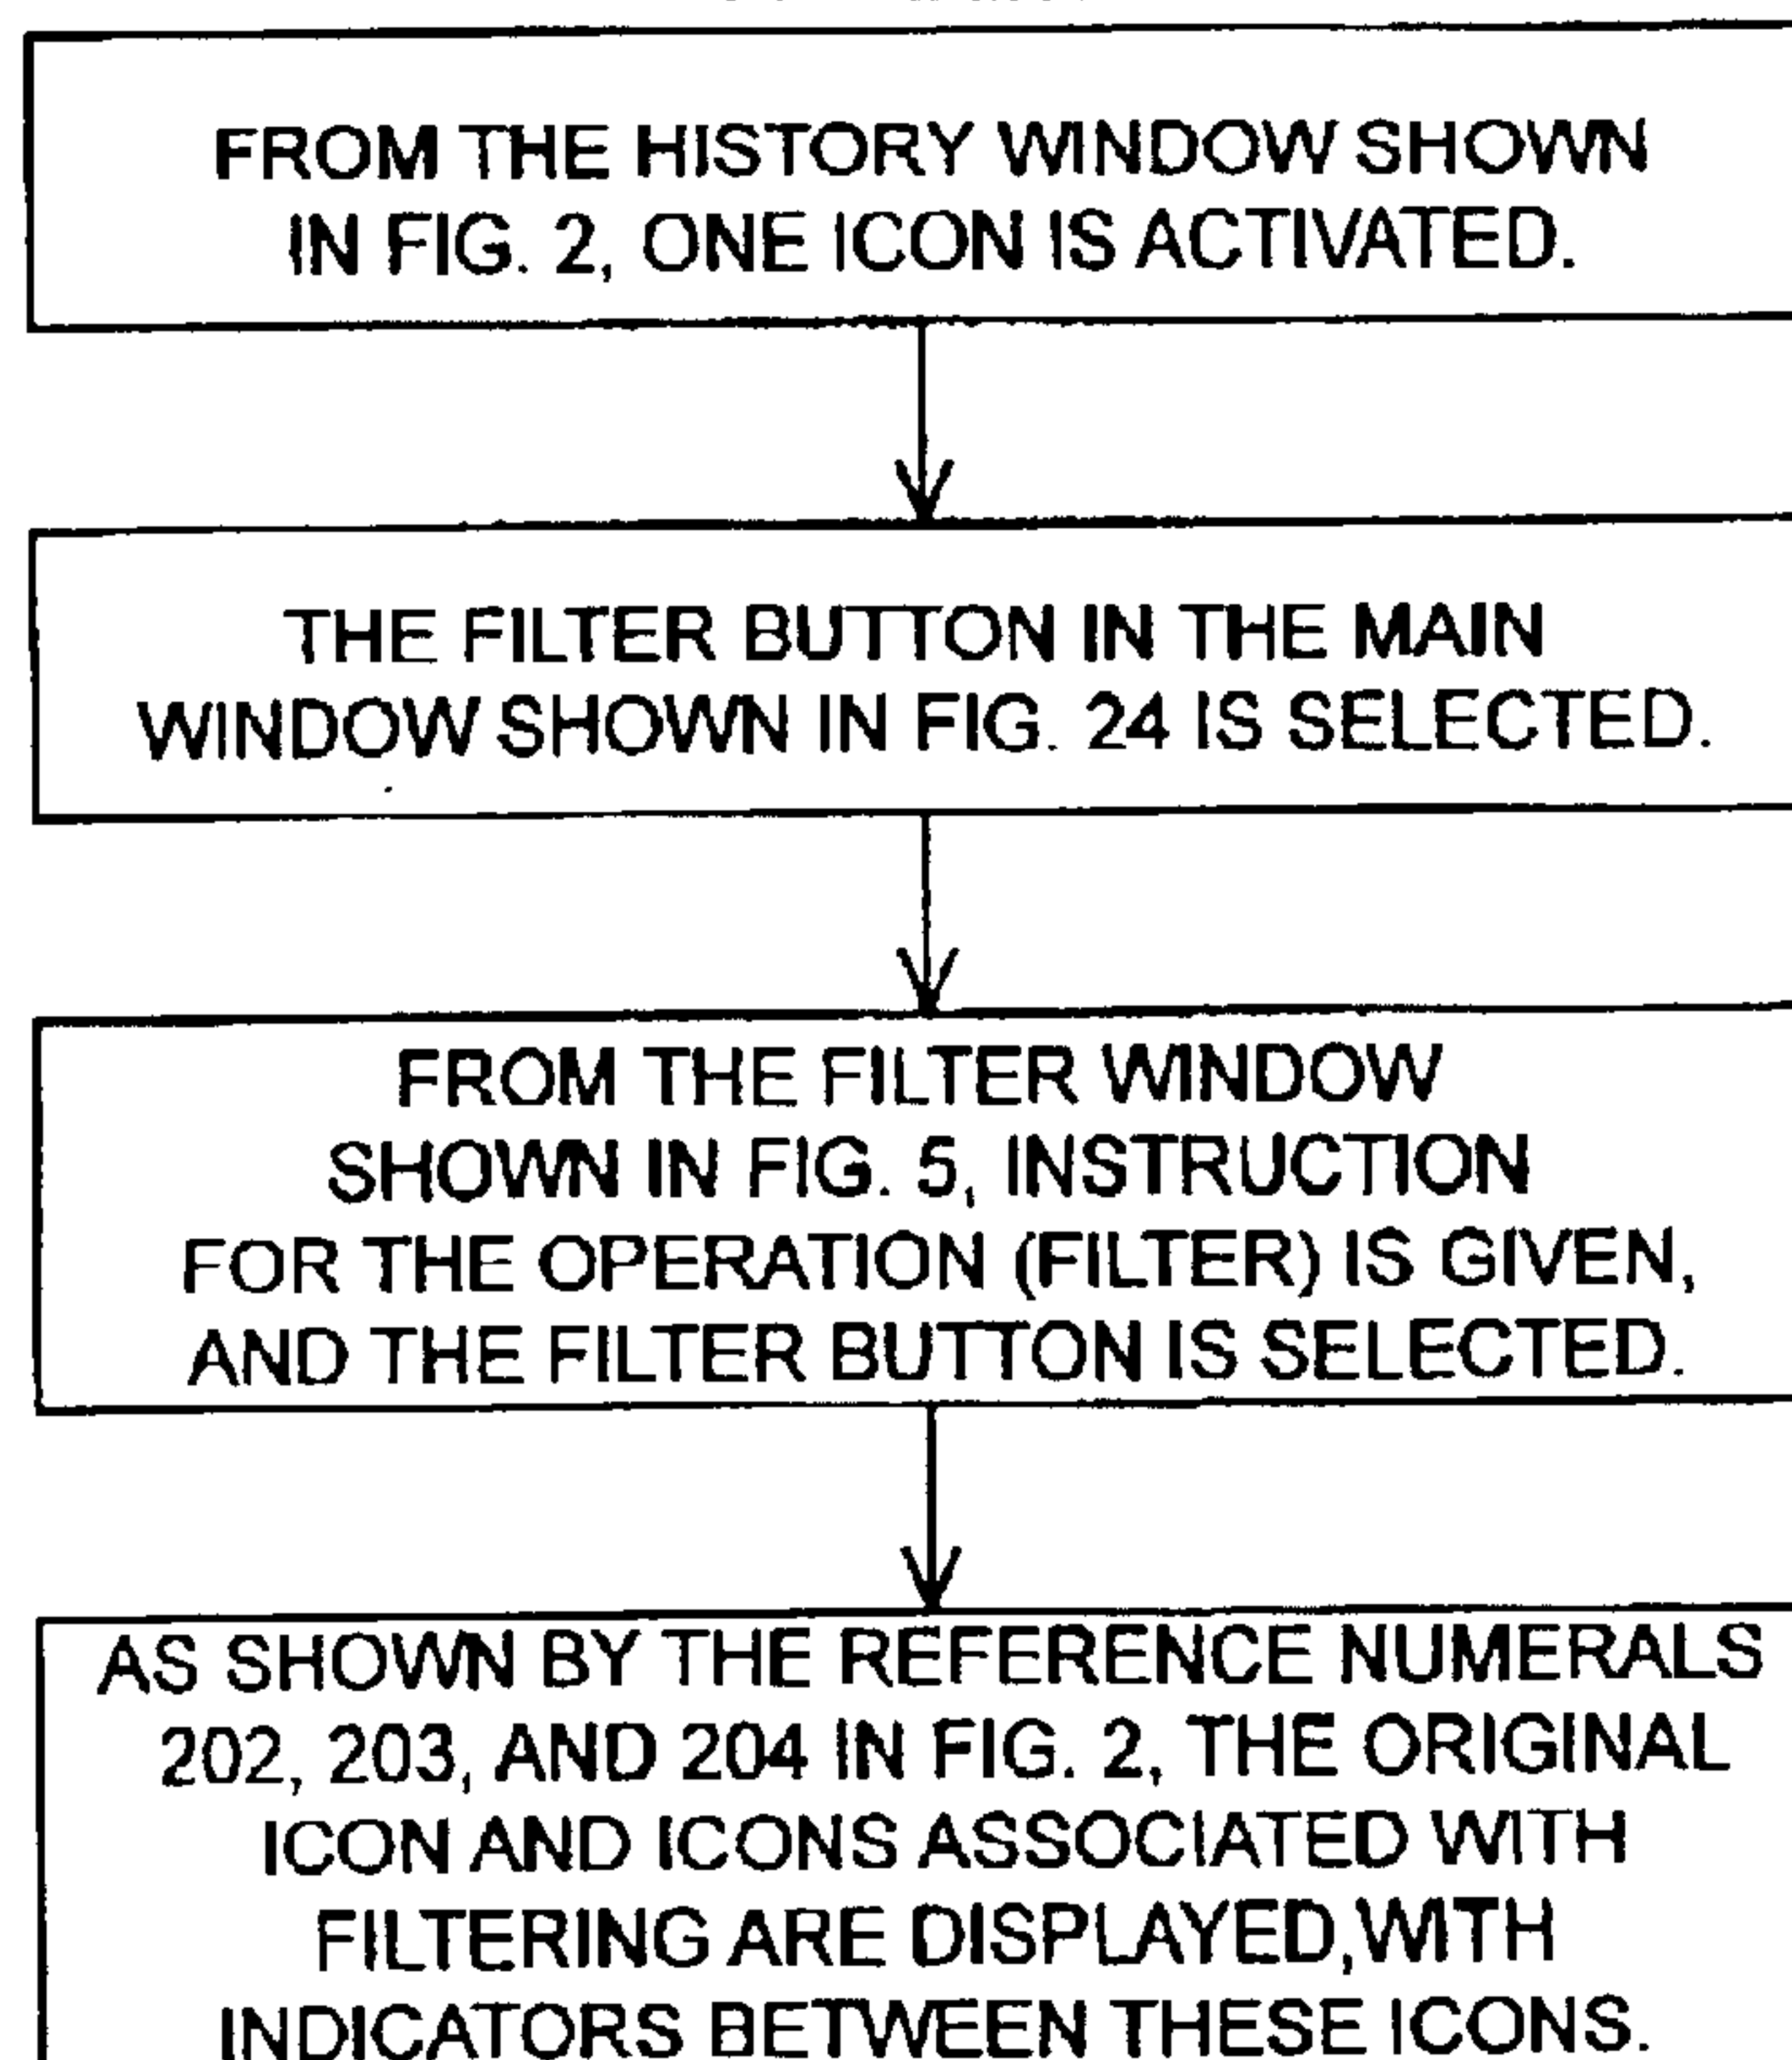 FROM THE HISTORY WINDOW SHOWN
IN FIG. 2, ONE ICON IS ACTIVATED.
THE FILTER BUTTON IN THE MAIN
WINDOW SHOWN IN FIG. 24 IS SELECTED.
FROM THE FILTER WINDOW
SHOWN IN FIG. 5, INSTRUCTION
FOR THE OPERATION (FILTER) IS GIVEN,
AND THE FILTER BUTTON IS SELECTED.
AS SHOWN BY THE REFERENCE NUMERALS
202, 203, AND 204 IN FIG. 2, THE ORIGINAL
ICON AND ICONS ASSOCIATED WITH
FILTERING ARE DISPLAYED,WITH
INDICATORS BETWEEN THESE ICONS.